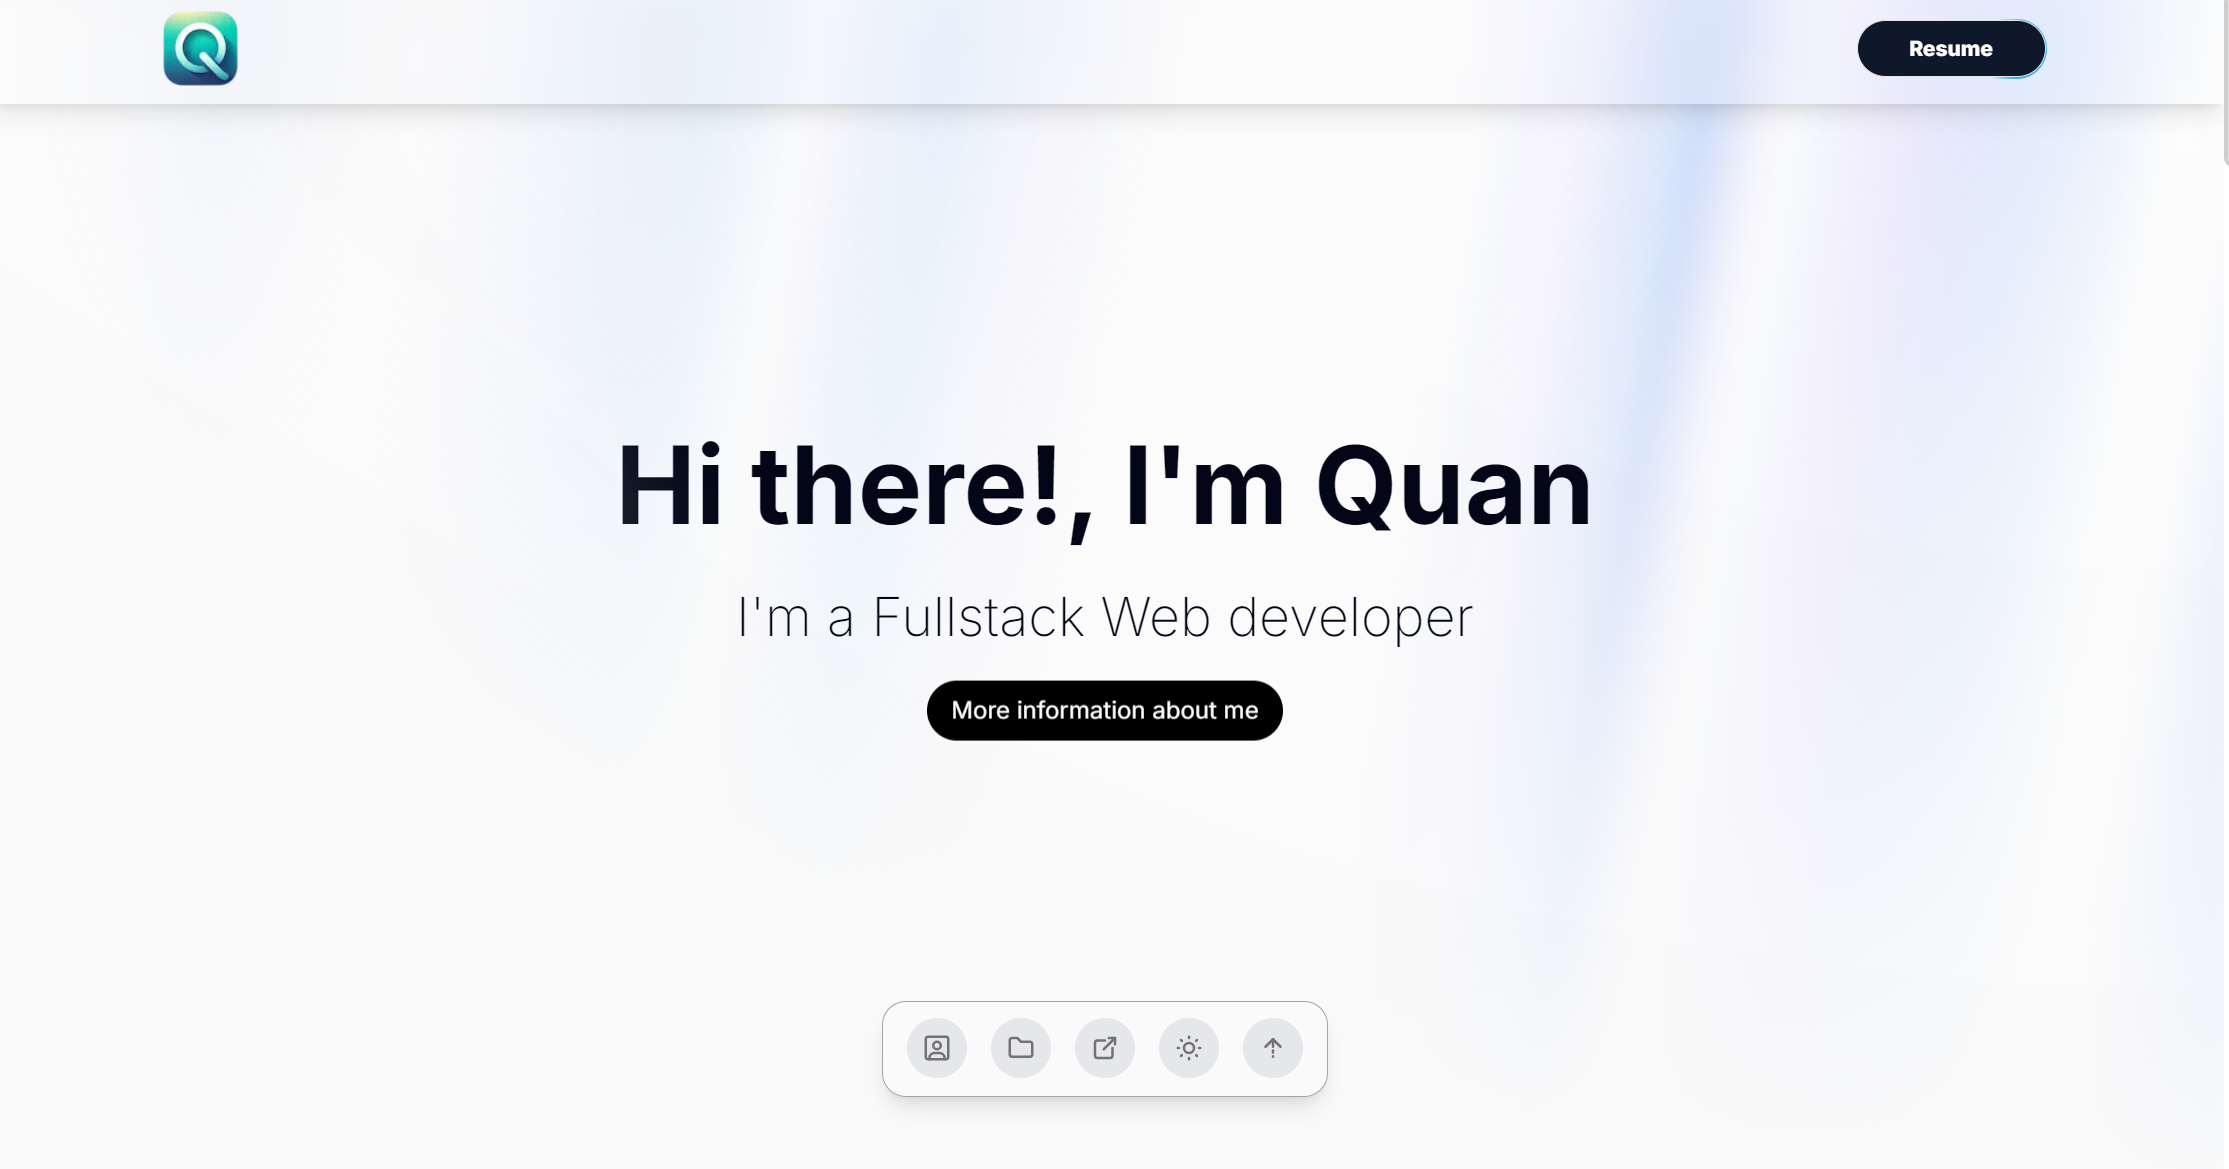 Q
Resume
Hi there!, I'm Quan
I'm a Fullstack Web developer
More information about me